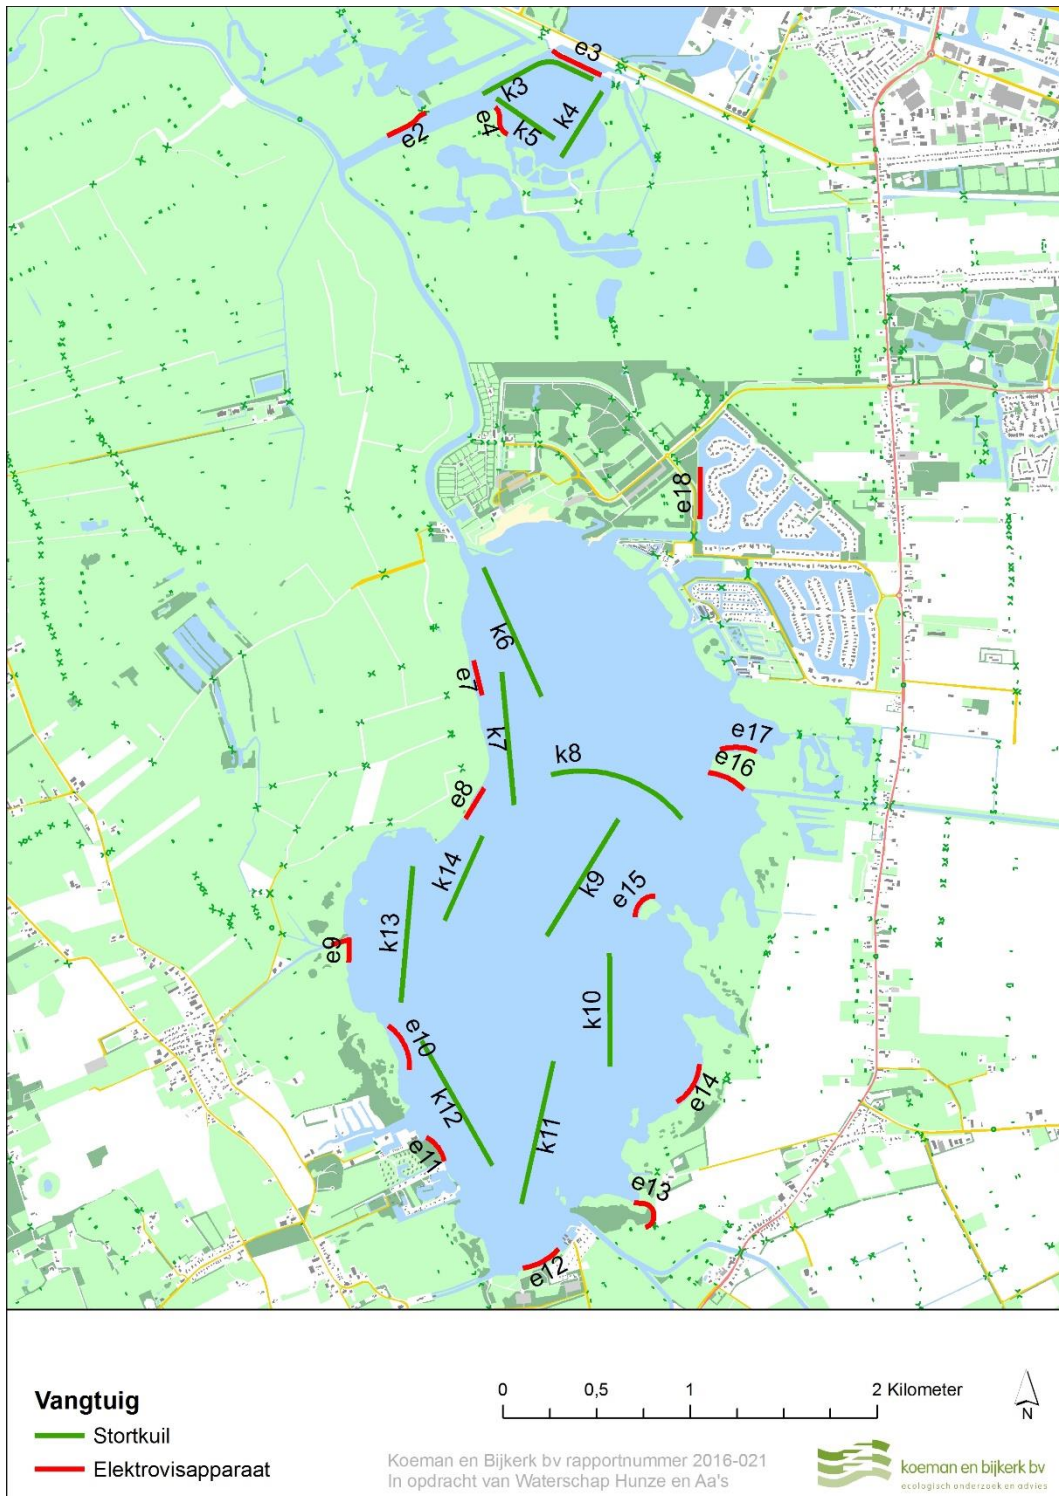 e3
k3
k4
e4
k5
e2
e18
k6
e7
k7
k8
e17
e16
e8
k14
k9
e15
k13
e9
k10
e10
k12
e14
k11
e11
e13
e12
Vangtuig
Stortkuil
Elektrovisapparaat
0 0,5 1 2 Kilometer
N
Koeman en Bijkerk bv rapportnummer 2016-021
In opdracht van Waterschap Hunze en Aa's
koeman en bijkerk bv
ecologisch onderzoek en advies